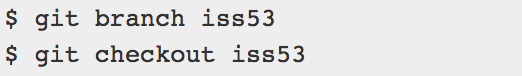 $ git branch iss53
$ git checkout iss53